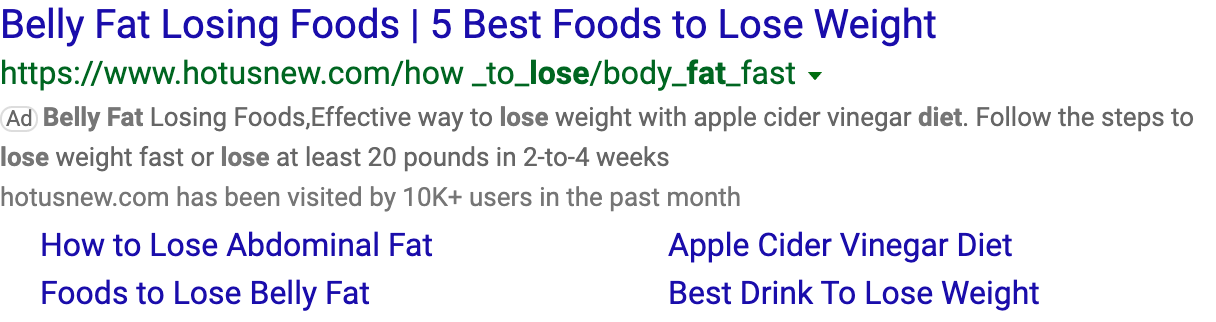 Belly Fat Losing Foods | 5 Best Foods to Lose Weight
https://www.hotusnew.com/how _to_lose/body_fat_fast
Ad Belly Fat Losing Foods,Effective way to lose weight with apple cider vinegar diet. Follow the steps to
lose weight fast or lose at least 20 pounds in 2-to-4 weeks
hotusnew.com has been visited by 10K+ users in the past month
How to Lose Abdominal Fat Apple Cider Vinegar Diet
Foods to Lose Belly Fat Best Drink To Lose Weight